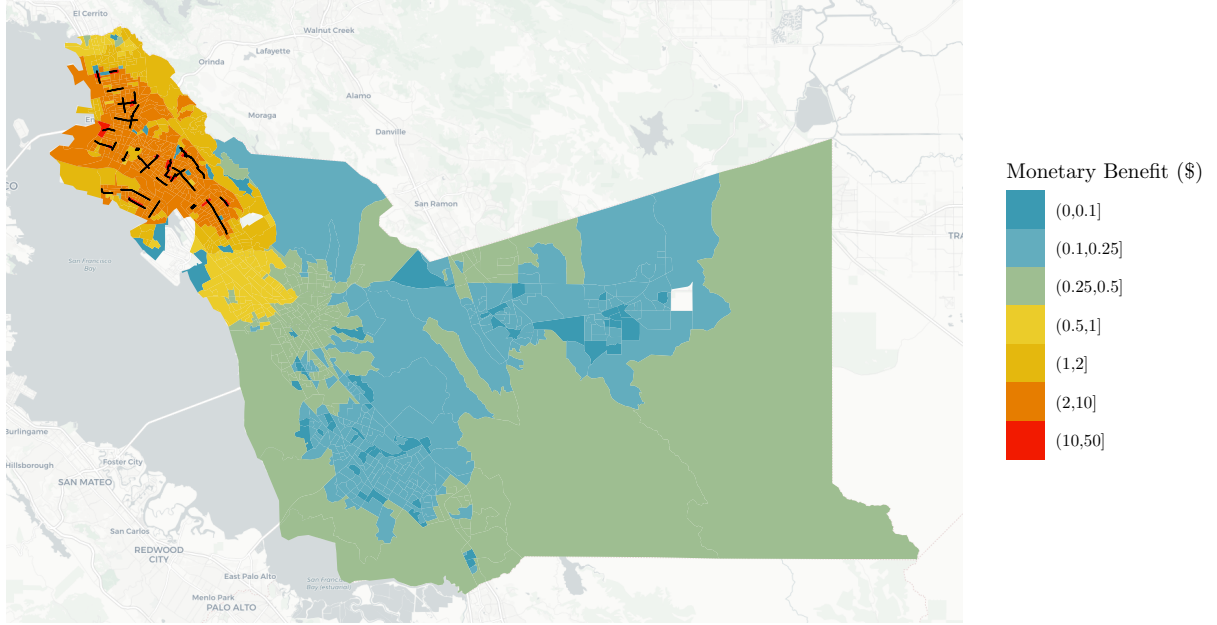 El Cerrito
Walnut Creek
Lafayette
Orinda
Alamo
Moraga
Danville
San Ramon
San Francisco
Bay
Burlingame
Hillsborough
Foster City
SAN MATEO
San Carlos
REDWOOD
CITY
East Palo Alto
Menlo Park
PALO ALTO
Monetary Benefit ($)
(0,0.1]
(0.1,0.25]
(0.25,0.5]
(0.5,1]
(1,2]
(2,10]
(10,50]